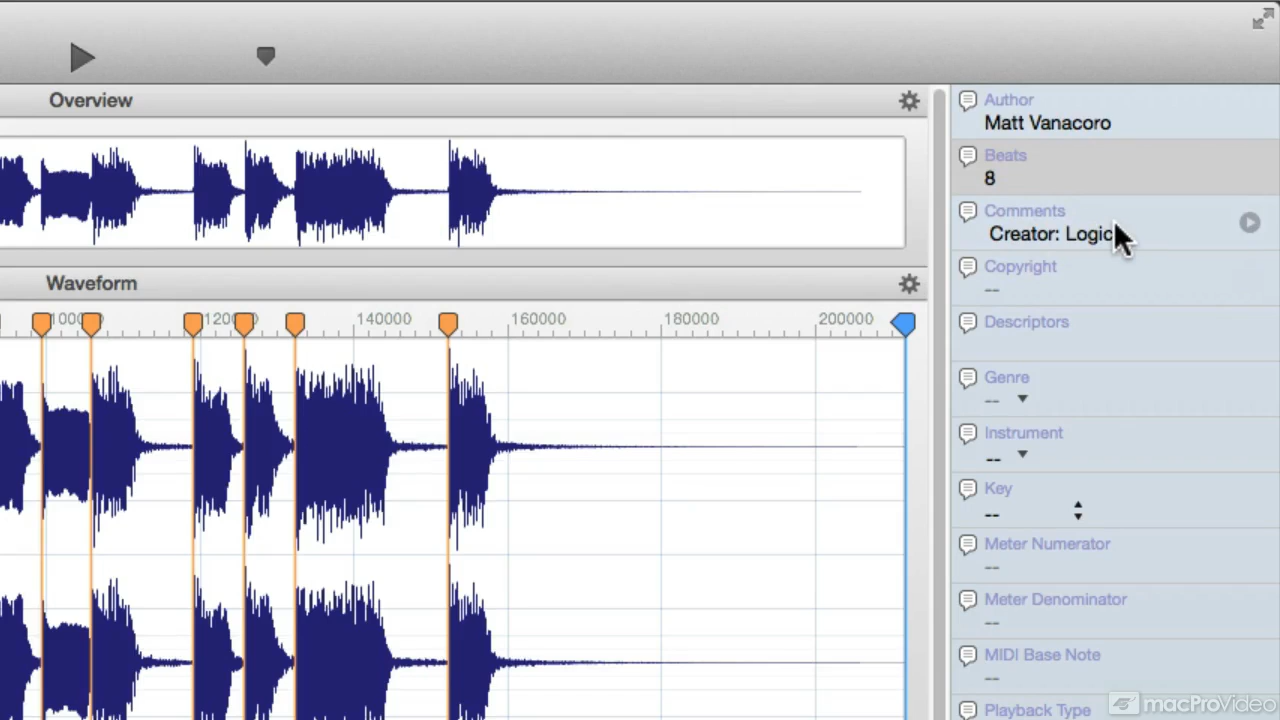 Overview
Waveform
10000
120000
140000
160000
180000
200000
Author
Matt Vanacoro
Beats
8
Comments
Creator: Logic
Copyright
--
Descriptors
Genre
--
Instrument
--
Key
--
Meter Numerator
--
Meter Denominator
--
MIDI Base Note
--
Playback Type
macProVideo